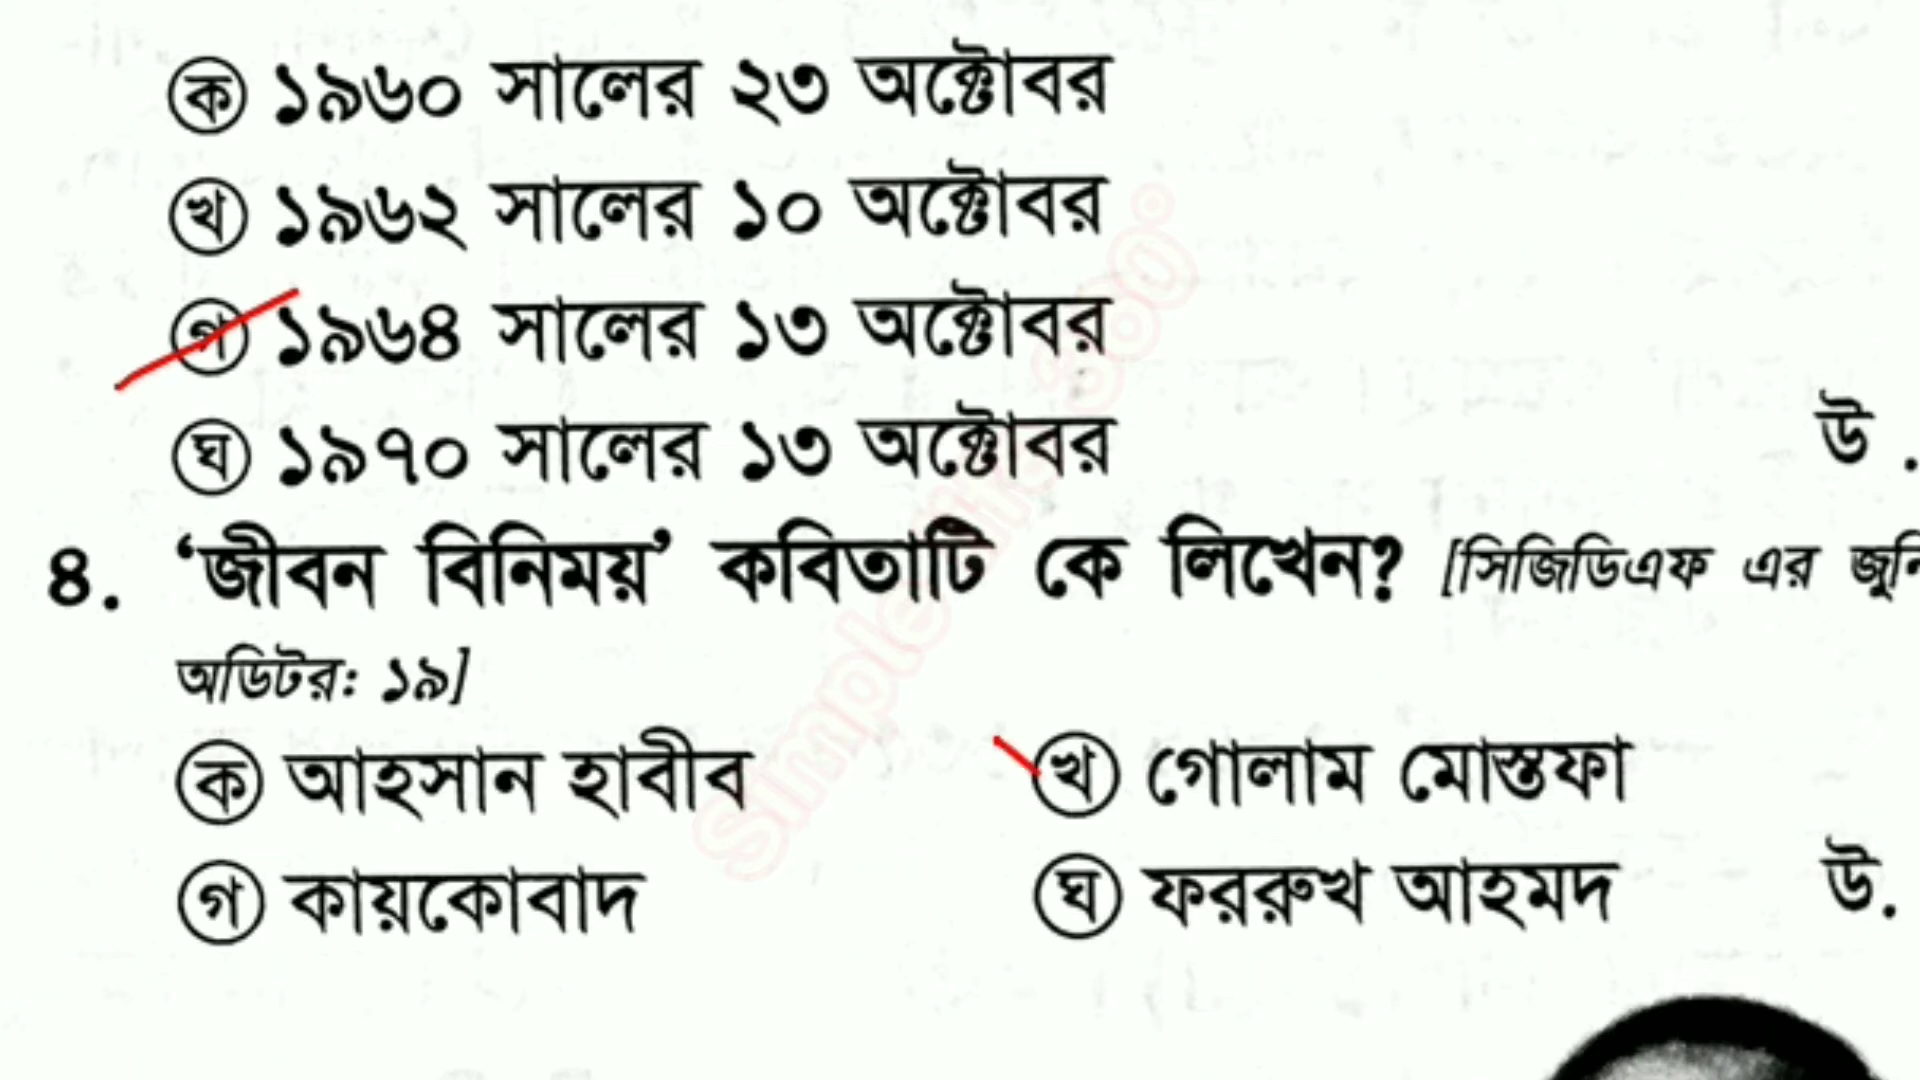 ক ১৯৬০ সালের ২৩ অক্টোবর
খ ১৯৬২ সালের ১০ অক্টোবর
গ ১৯৬৪ সালের ১৩ অক্টোবর
ঘ ১৯৭০ সালের ১৩ অক্টোবর
উ.
৪. ‘জীবন বিনিময়’ কবিতাটি কে লিখেন? [সিজিডিএফ এর
অডিটর: ১৯]
ক আহসান হাবীব খ গোলাম মোস্তফা
গ কায়কোবাদ ঘ ফররুখ আহমদ উ.